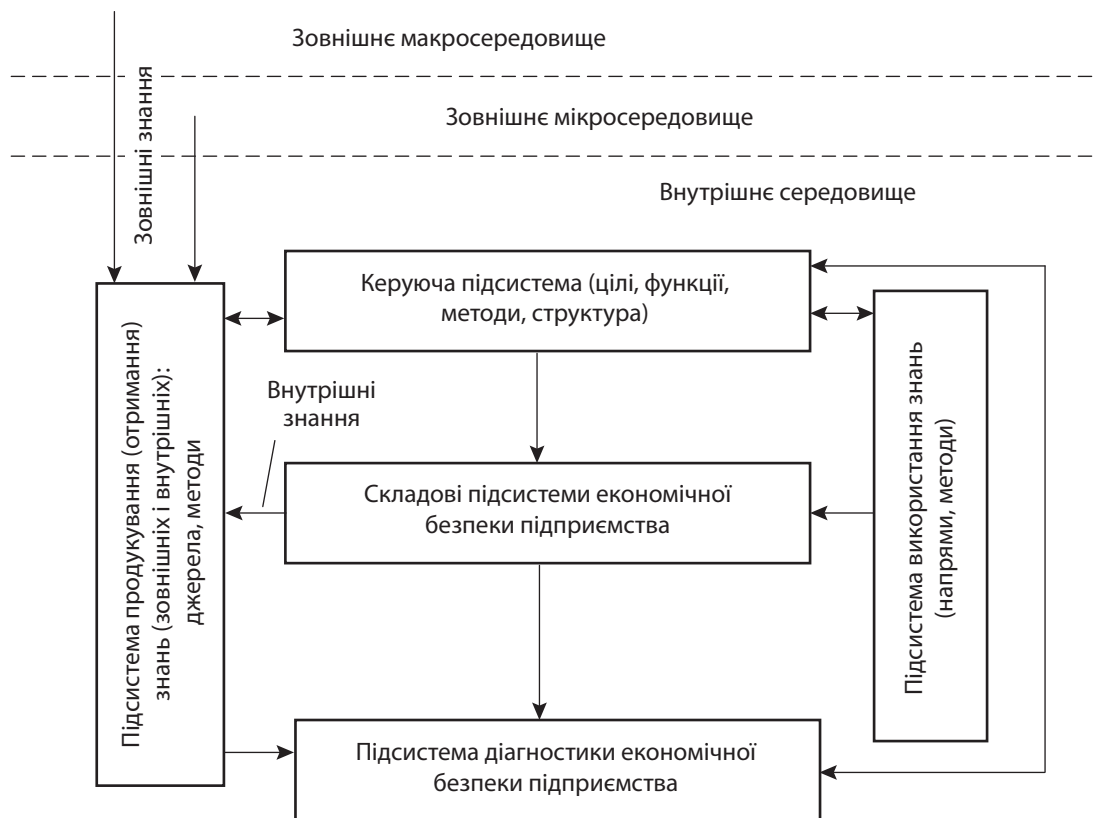 Зовнішнє макросередовище
Зовнішні знання
Зовнішнє мікросередовище
Внутрішнє середовище
Керуюча підсистема (цілі, функції,
методи, структура)
Підсистема продукування (отримання)
знань (зовнішніх і внутрішніх):
джерела, методи
Внутрішні
знання
Складові підсистеми економічної
безпеки підприємства
Підсистема використання знань
(напрями, методи)
Підсистема діагностики економічної
безпеки підприємства